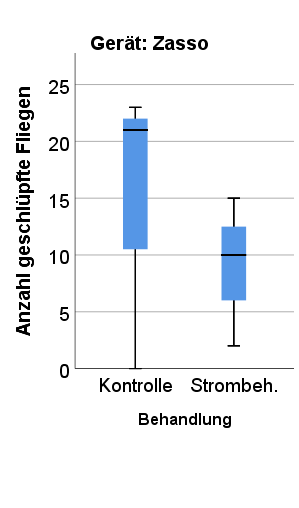 Gerät: Zasso
Anzahl geschlüpfte Fliegen
25
20
15
10
5
0
Kontrolle Strombeh.
Behandlung